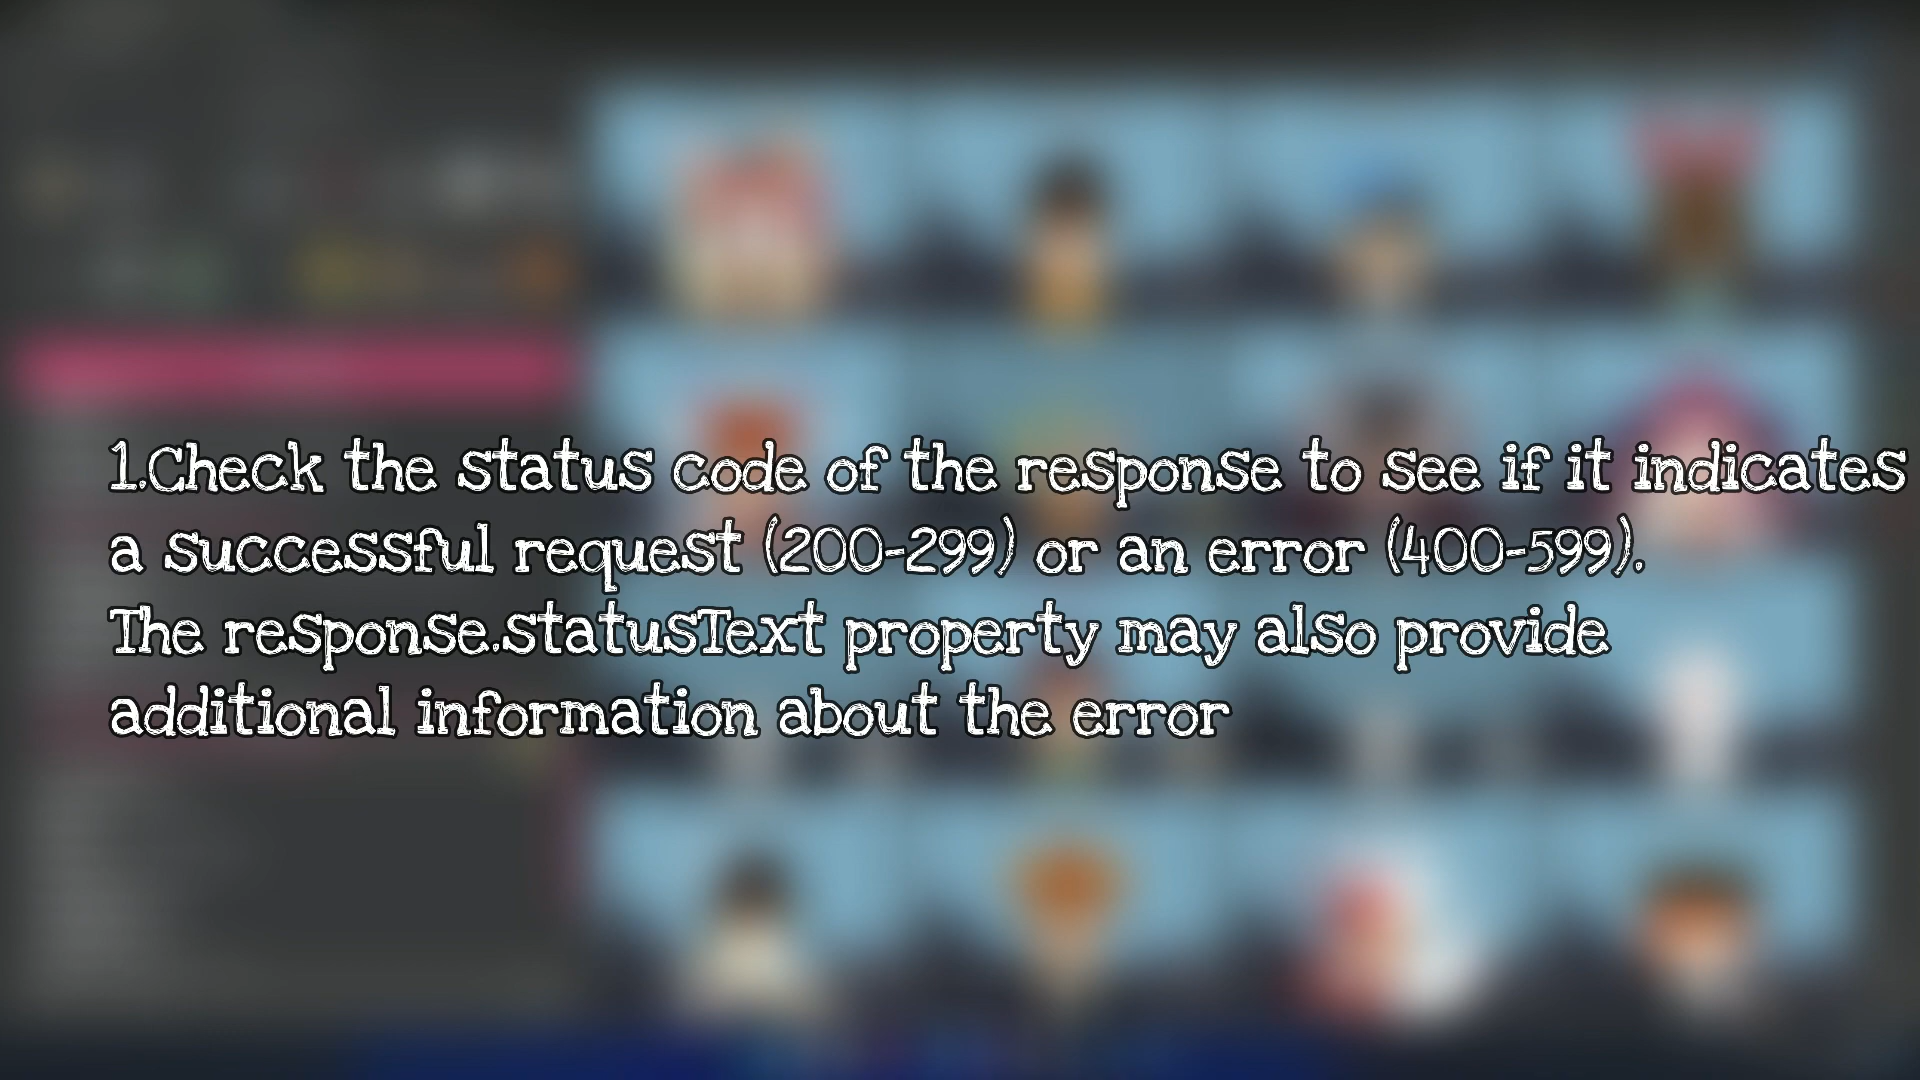 1.Check the status code of the response to see if it indicates
a successful request (200-299) or an error (400-599).
The response.statusText property may also provide
additional information about the error